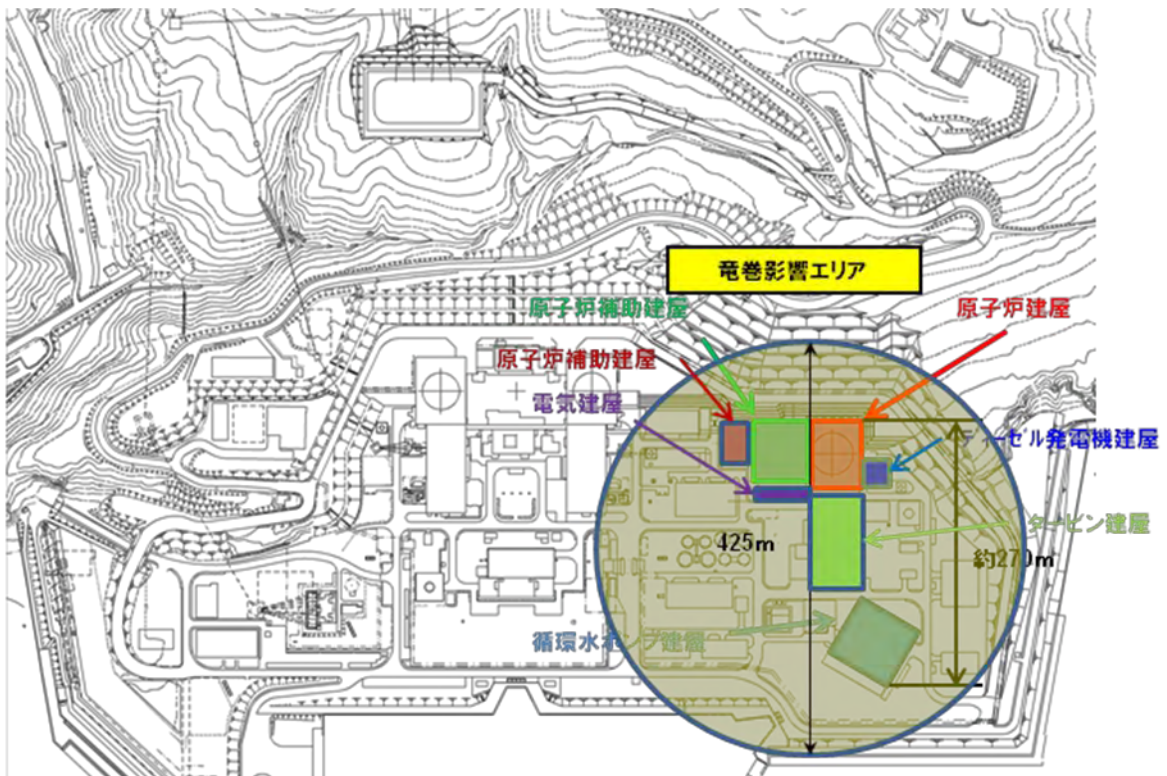 竜巻影響エリア
原子炉補助建屋
原子炉建屋
原子炉補助建屋
電気建屋
ディーゼル発電機建屋
タービン建屋
425m
約270m
循環水ポンプ建屋